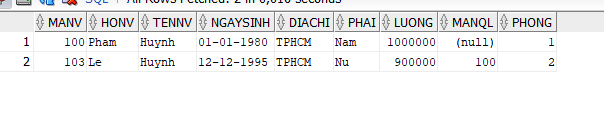 SQL | All Rows Fetched: 2 in 0,010 seconds
MANV HONV TENNV NGAYSINH DIACHI PHAI LUONG MANQL PHONG
1 100 Pham Huynh 01-01-1980 TPHCM Nam 1000000 (null) 1
2 103 Le Huynh 12-12-1995 TPHCM Nu 900000 100 2